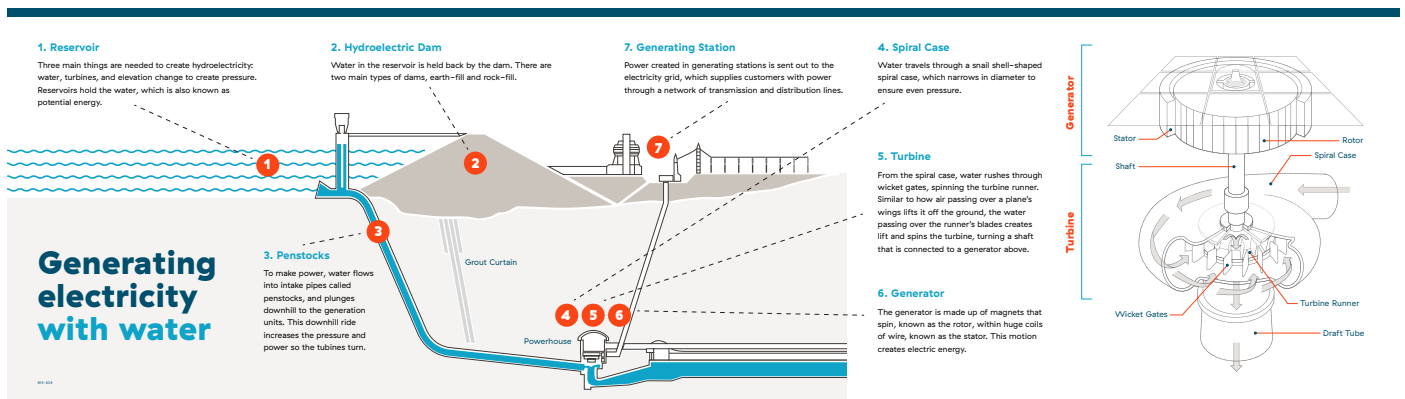 1. Reservoir
Three main things are needed to create hydroelectricity:
water, turbines, and elevation change to create pressure.
Reservoirs hold the water, which is also known as
potential energy.
2. Hydroelectric Dam
Water in the reservoir is held back by the dam. There are
two main types of dams, earth-fill and rock-fill.
7. Generating Station
Power created in generating stations is sent out to the
electricity grid, which supplies customers with power
through a network of transmission and distribution lines.
4. Spiral Case
Water travels through a snail shell-shaped
spiral case, which narrows in diameter to
ensure even pressure.
5. Turbine
From the spiral case, water rushes through
wicket gates, spinning the turbine runner.
Similar to how air passing over a plane's
wings lifts it off the ground, the water
passing over the runner's blades creates
lift and spins the turbine, turning a shaft
that is connected to a generator above.
6. Generator
The generator is made up of magnets that
spin, known as the rotor, within huge coils
of wire, known as the stator. This motion
creates electric energy.
3. Penstocks
To make power, water flows
into intake pipes called
penstocks, and plunges
downhill to the generation
units. This downhill ride
increases the pressure and
power so the tubines turn.
Generating
electricity
with water
1
2
3
4
5
6
7
Grout Curtain
Powerhouse
Generator
Turbine
Stator
Rotor
Shaft
Spiral Case
Wicket Gates
Turbine Runner
Draft Tube